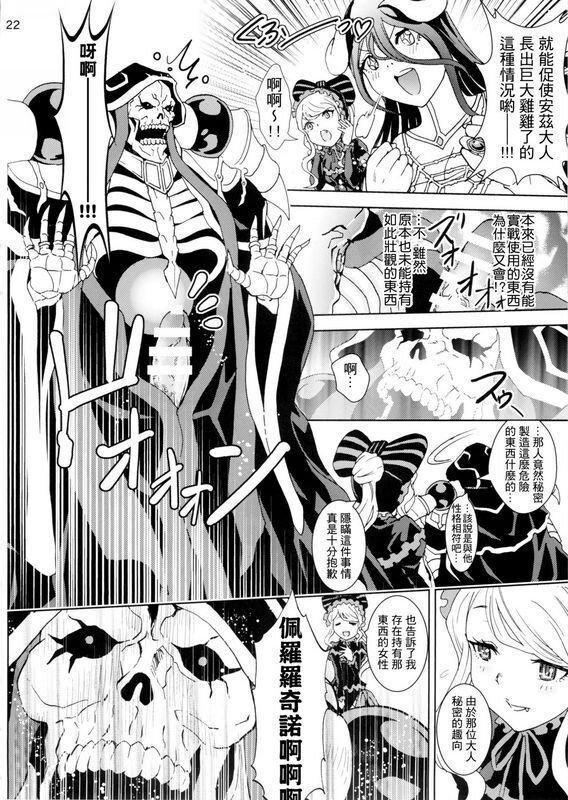 22
就能促使安茲大人
長出巨大雞雞了的
這種情況喲
!!!
啊啊~!!
呀啊
!!!
本來已經沒有能
實戰使用的東西
為什麼又會!?
…不,雖然
原本也未能持有
如此壯觀的東西
啊…
…那人竟然秘密
製造這麼危險
的東西什麼的…
…該說是與他
性格相符吧…
隱瞞這件事情
真是十分抱歉
由於那位大人
秘密的趣向
也告訴了我
存在持有那
東西的女性
佩羅羅奇諾啊啊啊